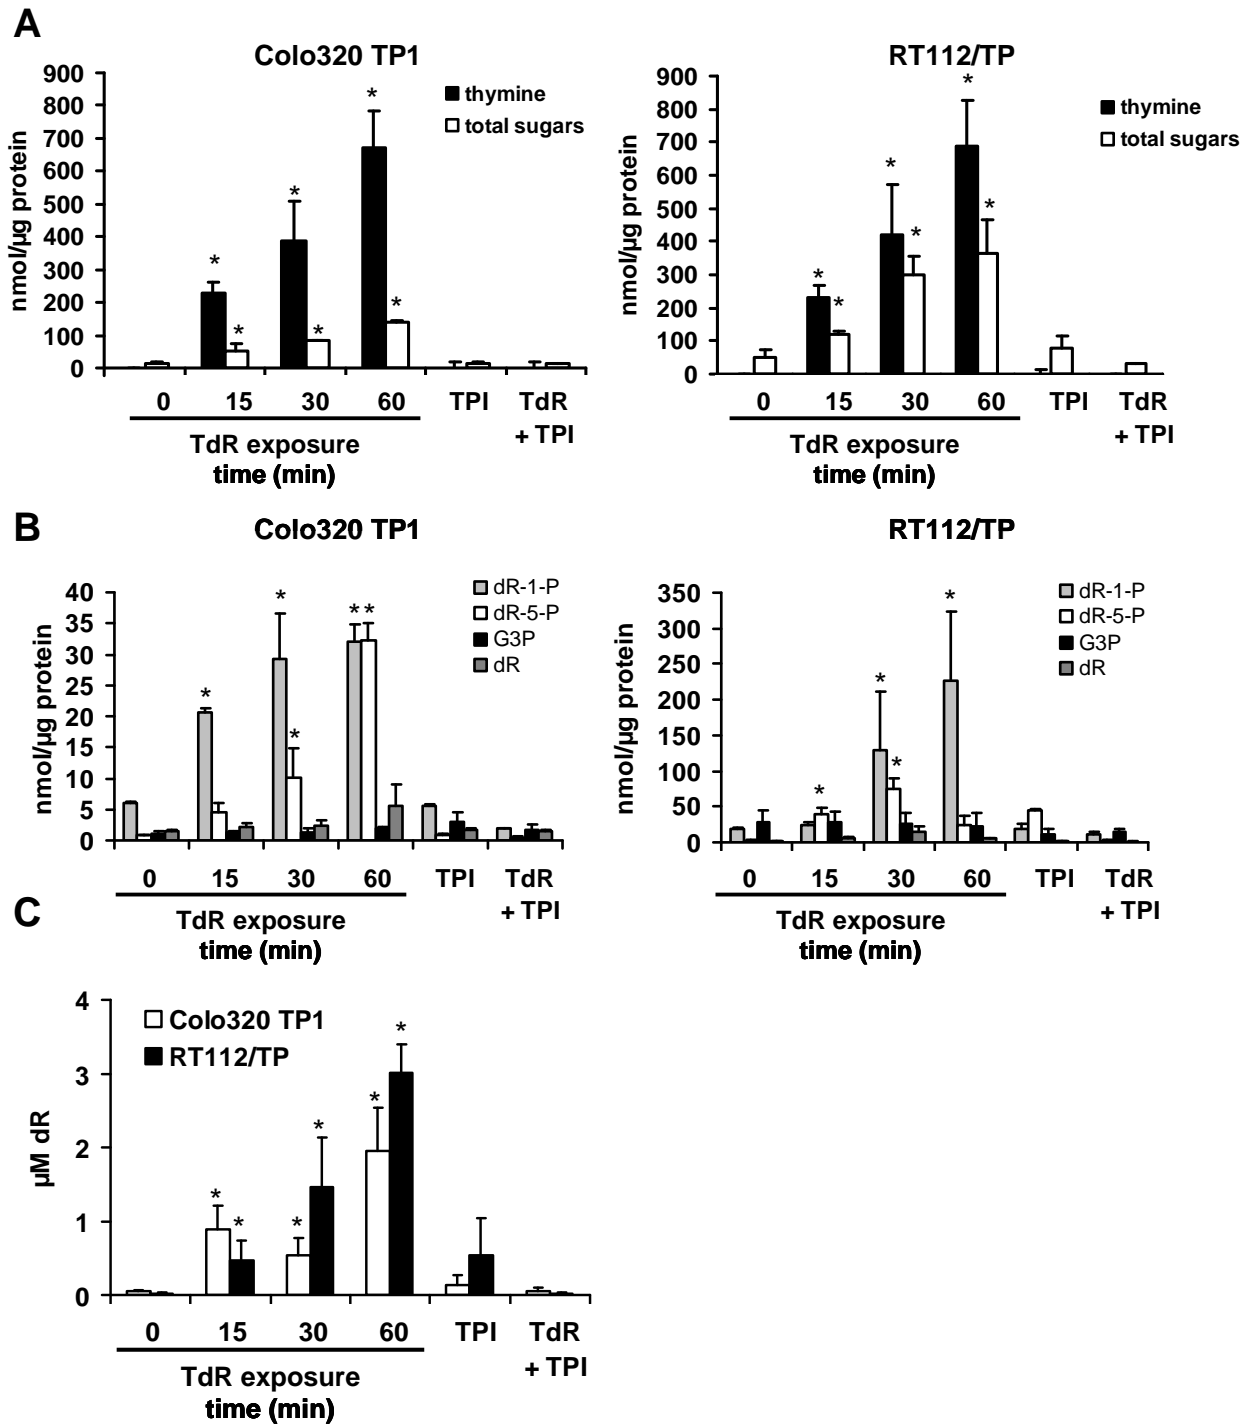 A
Colo320 TP1
RT112/TP
900
800
700
600
500
400
300
200
100
0
nmol/µg protein
thymine
total sugars
* * * * * *
0 15 30 60 TPI TdR
+ TPI
TdR exposure
time (min)
900
800
700
600
500
400
300
200
100
0
nmol/µg protein
thymine
total sugars
* * * * * *
0 15 30 60 TPI TdR
+ TPI
TdR exposure
time (min)
B
Colo320 TP1
RT112/TP
40
35
30
25
20
15
10
5
0
nmol/µg protein
dR-1-P
dR-5-P
G3P
dR
* * * * *
0 15 30 60 TPI TdR
+ TPI
TdR exposure
time (min)
350
300
250
200
150
100
50
0
nmol/µg protein
dR-1-P
dR-5-P
G3P
dR
* * * *
0 15 30 60 TPI TdR
+ TPI
TdR exposure
time (min)
C
4
3
2
1
0
µM dR
Colo320 TP1
RT112/TP
* * * * * *
0 15 30 60 TPI TdR
+ TPI
TdR exposure
time (min)